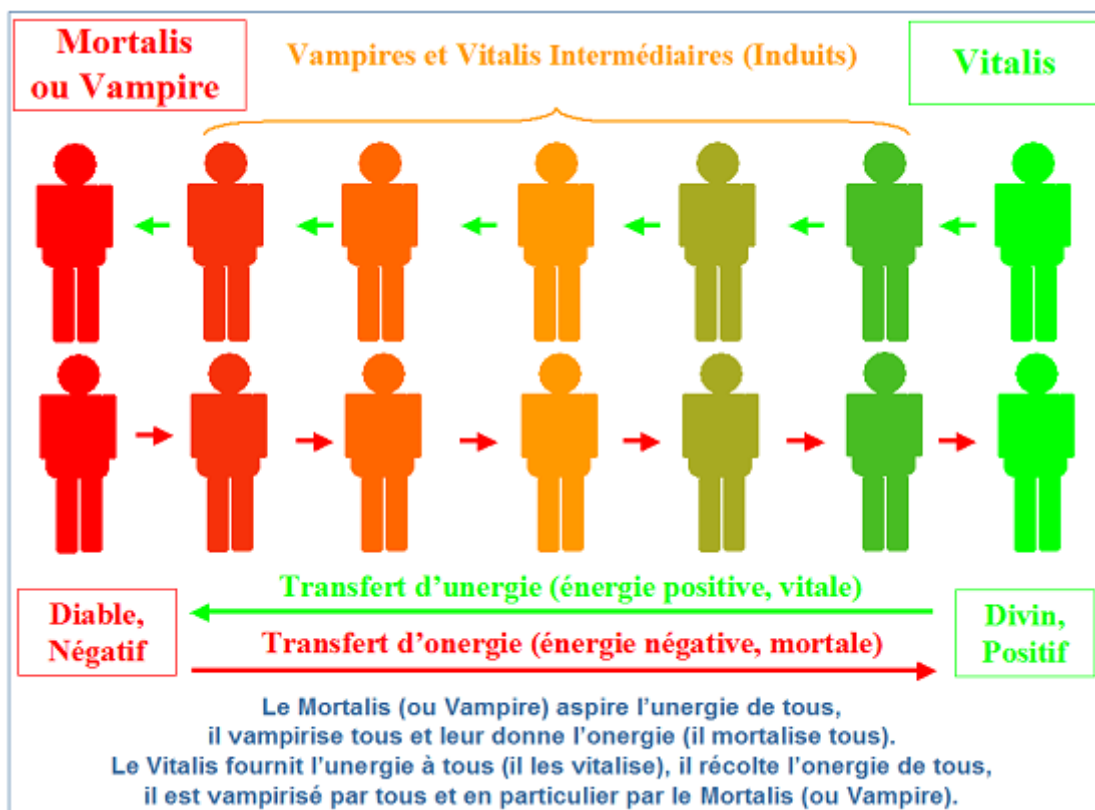 Mortalis
ou Vampire
Vampires et Vitalis Intermédiaires (Induits)
Vitalis
Transfert d’unergie (énergie positive, vitale)
Diable,
Négatif
Divin,
Positif
Transfert d’onergie (énergie négative, mortale)
Le Mortalis (ou Vampire) aspire l’unergie de tous,
il vampirise tous et leur donne l’onergie (il mortalise tous).
Le Vitalis fournit l’unergie à tous (il les vitalise), il récolte l’onergie de tous,
il est vampirisé par tous et en particulier par le Mortalis (ou Vampire).